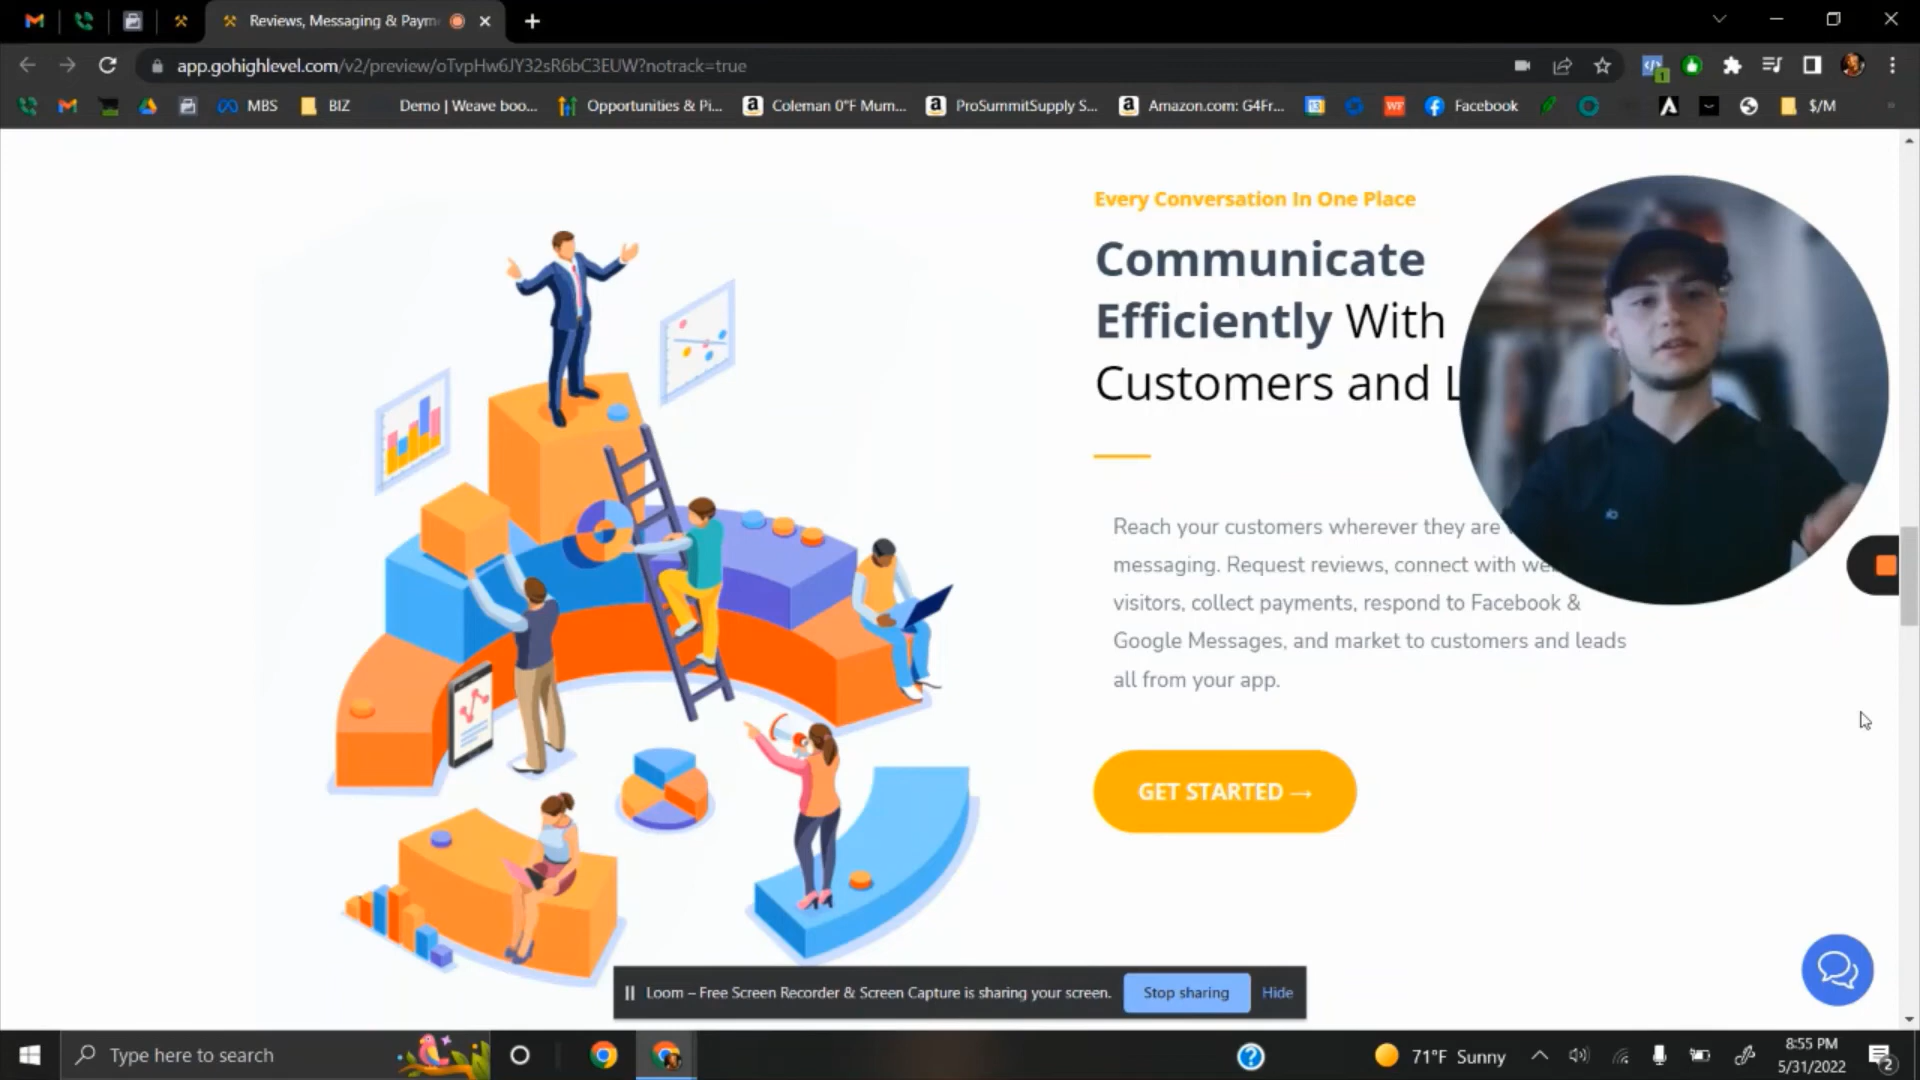 Reviews, Messaging & Paym
app.gohighlevel.com/v2/preview/oTvpHw6JY32sR6bC3EUW?notrack=true
1
MBS
BIZ
Demo | Weave boo...
Opportunities & Pi...
Coleman 0°F Mum...
ProSummitSupply S...
Amazon.com: G4Fr...
WP
Facebook
$/M
Every Conversation In One Place
Communicate
Efficiently With
Customers and L
Reach your customers wherever they are
messaging. Request reviews, connect with we
visitors, collect payments, respond to Facebook &
Google Messages, and market to customers and leads
all from your app.
GET STARTED →
Loom – Free Screen Recorder & Screen Capture is sharing your screen.
Stop sharing
Hide
Type here to search
71°F Sunny
8:55 PM
5/31/2022
2